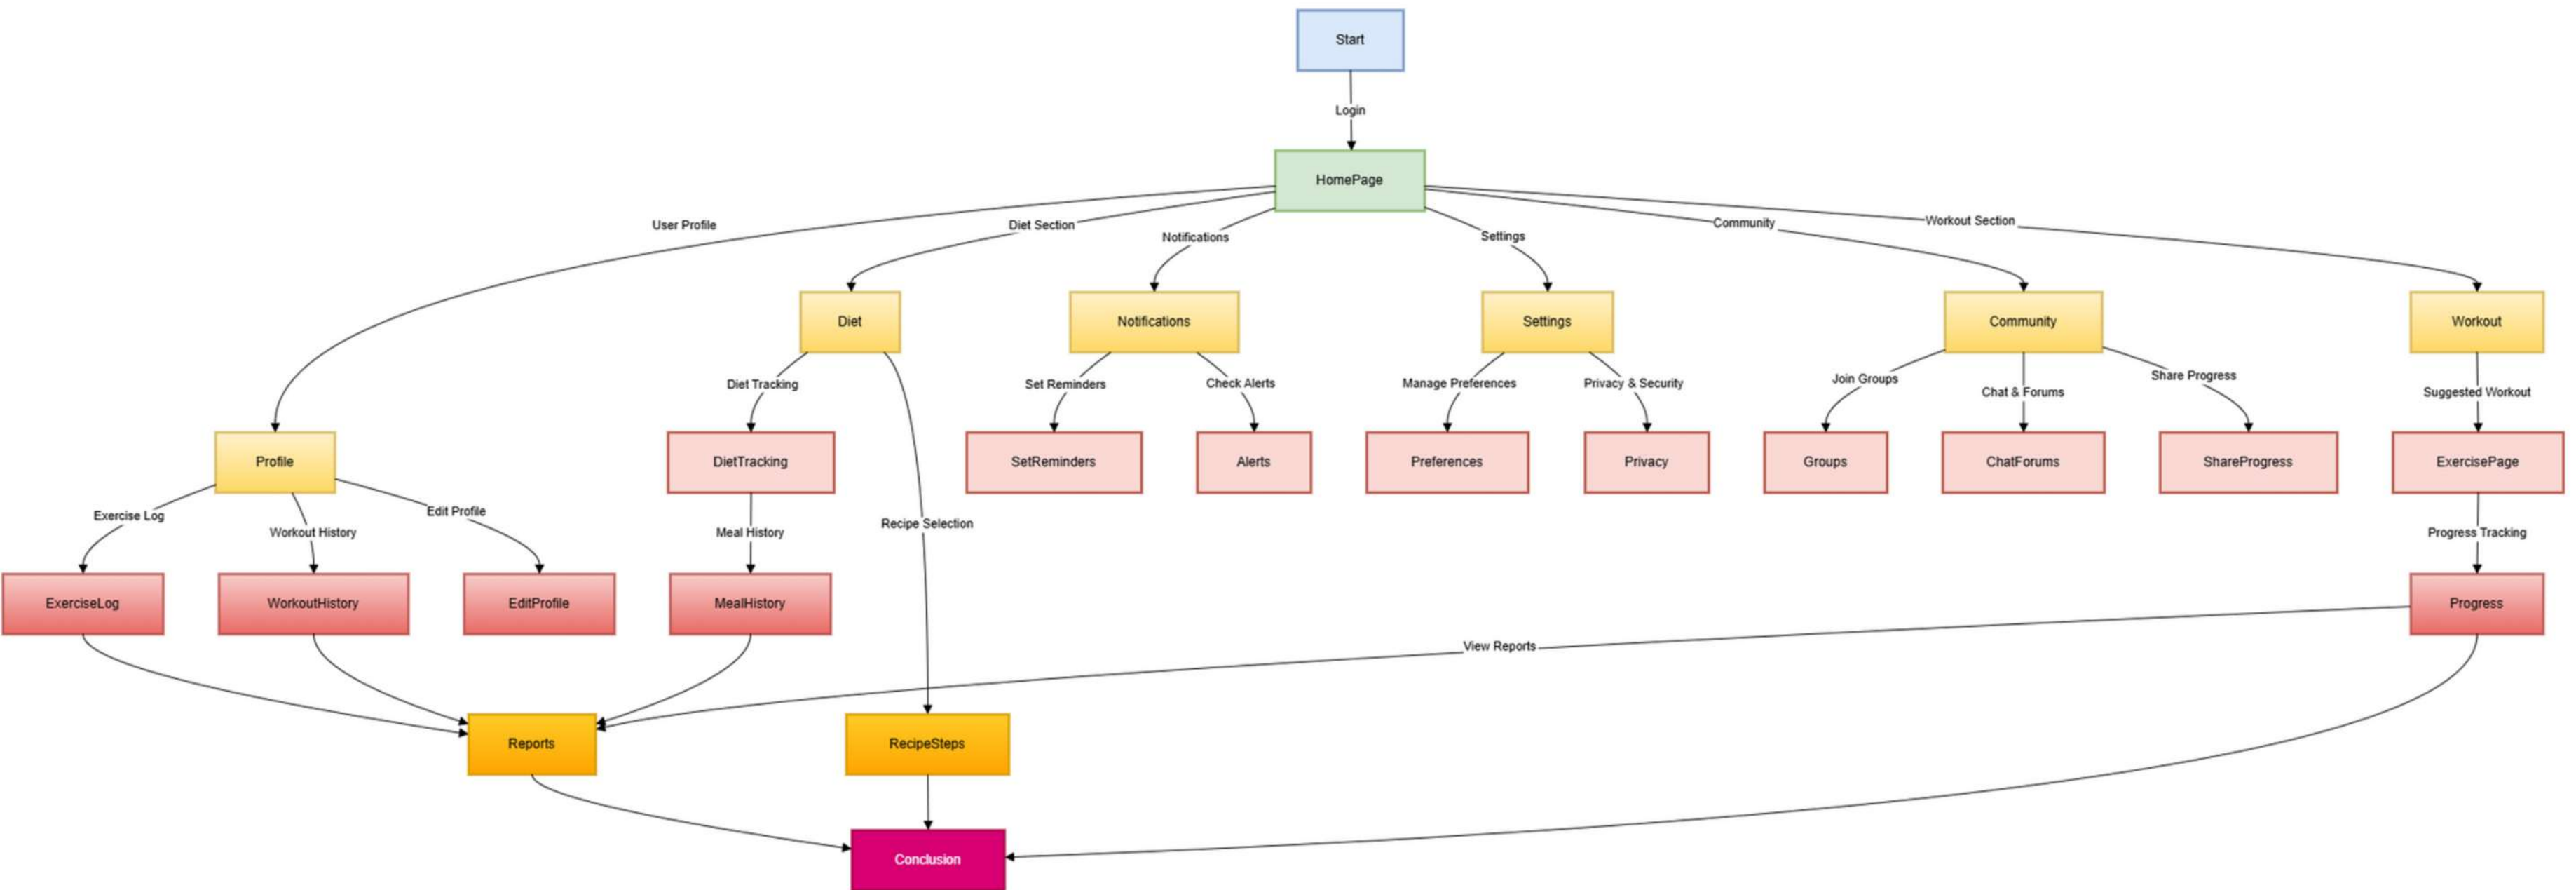 Start
Login
HomePage
User Profile
Diet Section
Notifications
Settings
Community
Workout Section
Diet
Notifications
Settings
Community
Workout
Diet Tracking
Set Reminders
Check Alerts
Manage Preferences
Privacy & Security
Join Groups
Chat & Forums
Share Progress
Suggested Workout
Profile
DietTracking
SetReminders
Alerts
Preferences
Privacy
Groups
ChatForums
ShareProgress
ExercisePage
Exercise Log
Workout History
Edit Profile
Meal History
Recipe Selection
Progress Tracking
ExerciseLog
WorkoutHistory
EditProfile
MealHistory
Progress
View Reports
Reports
RecipeSteps
Conclusion